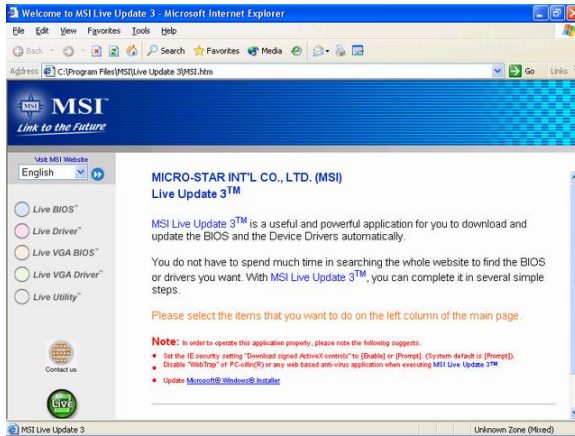 Welcome to MSI Live Update 3 - Microsoft Internet Explorer
File Edit View Favorites Tools Help
Back Search Favorites Media
Address C:\Program Files\MSI\Live Update 3\MSI.htm Go Links
MSI MSI
Link to the Future
Visit MSI Website
English
MICRO-STAR INT'L CO., LTD. (MSI)
Live Update 3TM
Live BIOS™
Live Driver™
Live VGA BIOS™
Live VGA Driver™
Live Utility™
MSI Live Update 3TM is a useful and powerful application for you to download and
update the BIOS and the Device Drivers automatically.
You do not have to spend much time in searching the whole website to find the BIOS
or drivers you want. With MSI Live Update 3TM, you can complete it in several simple
steps.
Please select the items that you want to do on the left column of the main page.
Note: In order to operate this application properly, please note the following suggests.
Set the IE security setting "Download signed ActiveX controls" to [Enable] or [Prompt]. (System default is [Prompt]).
Disable "WebTrap" of PC-cillin(R) or any web based anti-virus application when executing MSI Live Update 3™.
Update Microsoft® Windows® Installer
Contact us
LIVE
MSI Live Update 3 Unknown Zone (Mixed)